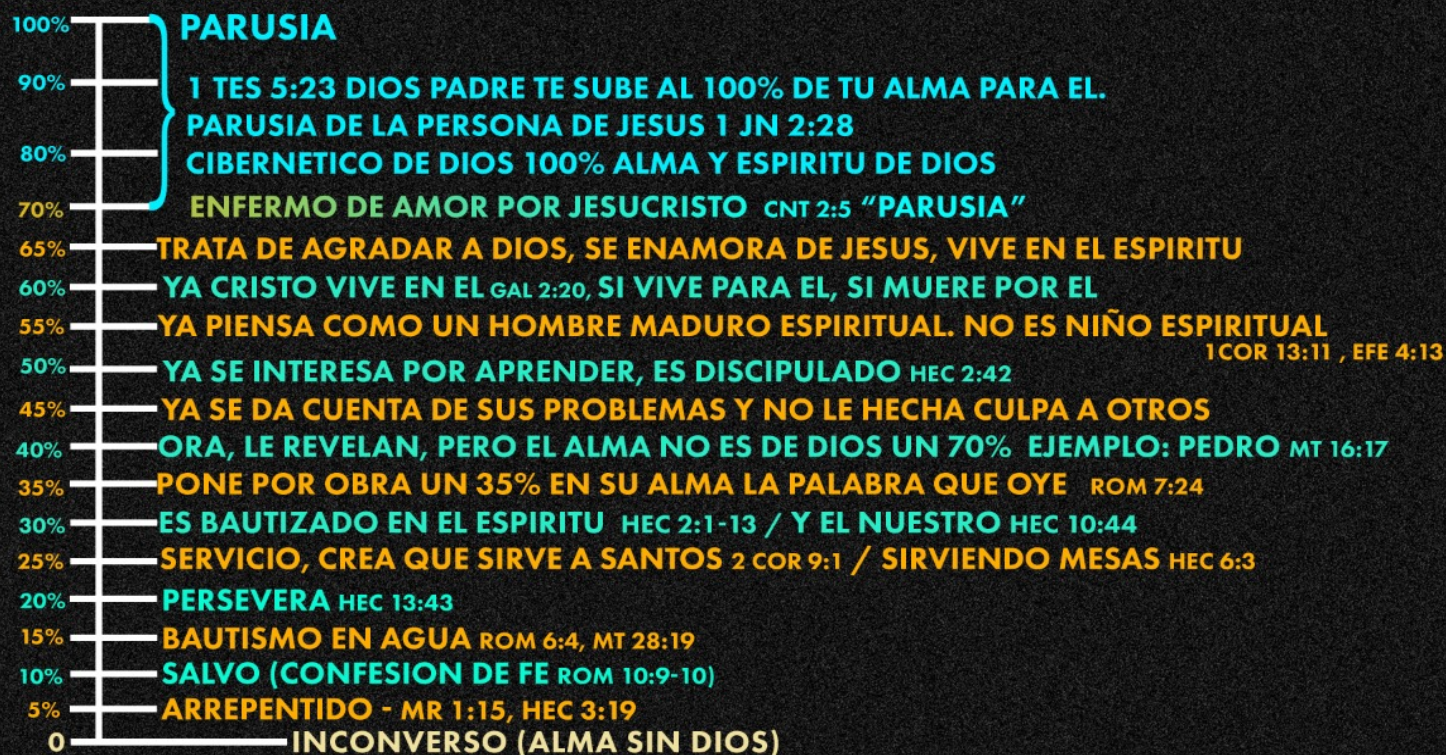 100% PARUSIA
90% 1 TES 5:23 DIOS PADRE TE SUBE AL 100% DE TU ALMA PARA EL.
PARUSIA DE LA PERSONA DE JESUS 1 JN 2:28
80% CIBERNETICO DE DIOS 100% ALMA Y ESPIRITU DE DIOS
70% ENFERMO DE AMOR POR JESUCRISTO CNT 2:5 “PARUSIA”
65% TRATA DE AGRADAR A DIOS, SE ENAMORA DE JESUS, VIVE EN EL ESPIRITU
60% YA CRISTO VIVE EN EL GAL 2:20, SI VIVE PARA EL, SI MUERE POR EL
55% YA PIENSA COMO UN HOMBRE MADURO ESPIRITUAL. NO ES NIÑO ESPIRITUAL
1COR 13:11 , EFE 4:13
50% YA SE INTERESA POR APRENDER, ES DISCIPULADO HEC 2:42
45% YA SE DA CUENTA DE SUS PROBLEMAS Y NO LE HECHA CULPA A OTROS
40% ORA, LE REVELAN, PERO EL ALMA NO ES DE DIOS UN 70% EJEMPLO: PEDRO MT 16:17
35% PONE POR OBRA UN 35% EN SU ALMA LA PALABRA QUE OYE ROM 7:24
30% ES BAUTIZADO EN EL ESPIRITU HEC 2:1-13 / Y EL NUESTRO HEC 10:44
25% SERVICIO, CREA QUE SIRVE A SANTOS 2 COR 9:1 / SIRVIENDO MESAS HEC 6:3
20% PERSEVERA HEC 13:43
15% BAUTISMO EN AGUA ROM 6:4, MT 28:19
10% SALVO (CONFESION DE FE ROM 10:9-10)
5% ARREPENTIDO - MR 1:15, HEC 3:19
0 INCONVERSO (ALMA SIN DIOS)